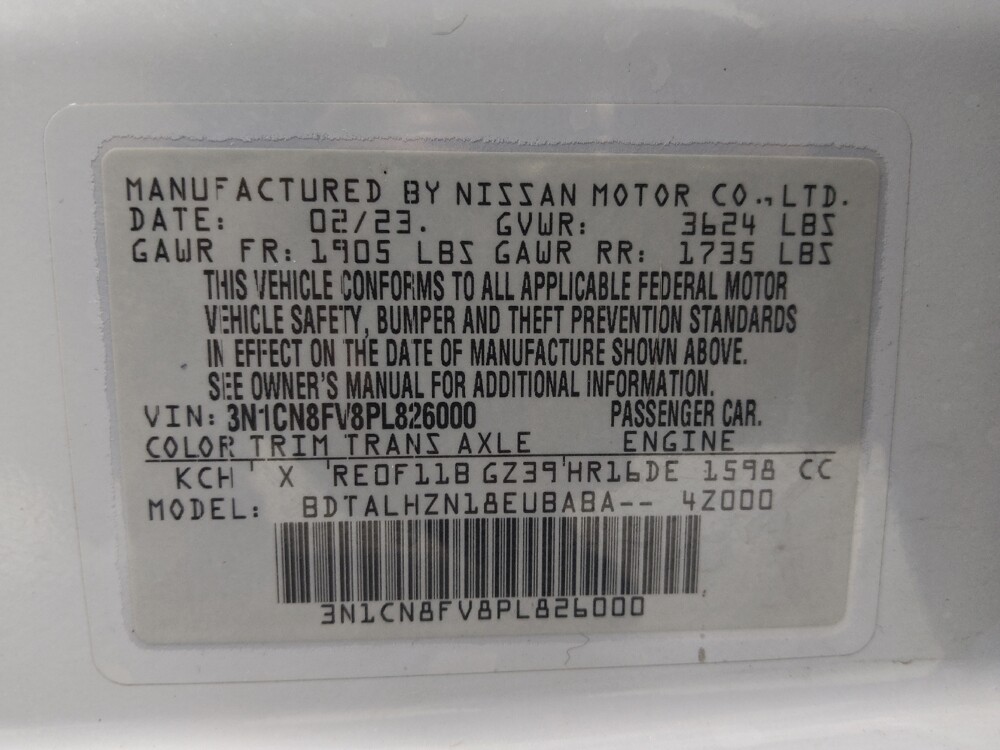 MANUFACTURED BY NISSAN MOTOR CO., LTD.
DATE: 02/23. GVWR: 3624 LBS
GAWR FR: 1905 LBS GAWR RR: 1735 LBS
THIS VEHICLE CONFORMS TO ALL APPLICABLE FEDERAL MOTOR
VEHICLE SAFETY, BUMPER AND THEFT PREVENTION STANDARDS
IN EFFECT ON THE DATE OF MANUFACTURE SHOWN ABOVE.
SEE OWNER'S MANUAL FOR ADDITIONAL INFORMATION.
VIN: 3N1CN8FV8PL826000 PASSENGER CAR.
COLOR TRIM TRANS AXLE ENGINE
KCH X RE0F11B GZ39 HR16DE 1598 CC
MODEL: BDTALHZN18EUBABA-- 4Z000
3N1CN8FV8PL826000